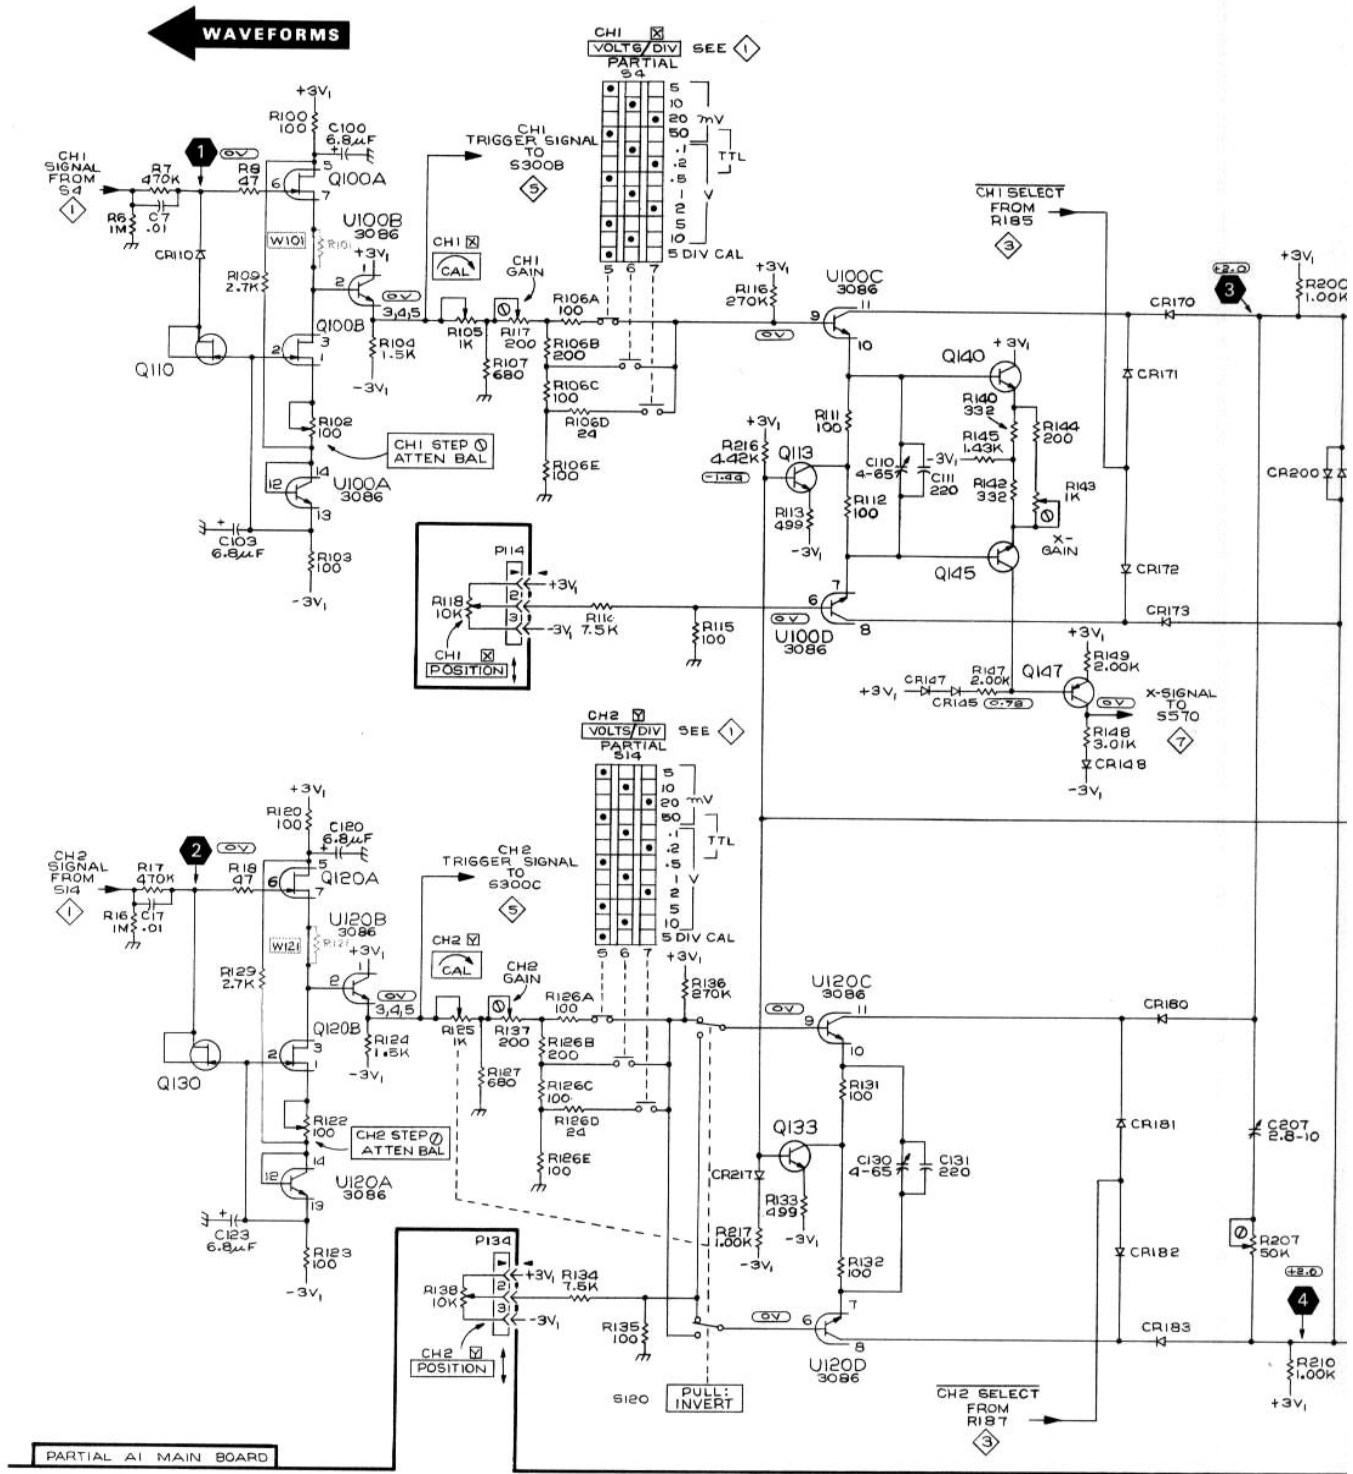 WAVEFORMS
CH1 X
VOLTS/DIV SEE 1
PARTIAL
S4
5
10
20 mV
50
.1
.2 TTL
.5
1 V
2
5
10
5 DIV CAL
5 6 7
+3V1
R100
100
C100
6.8µF
CH1
TRIGGER SIGNAL
TO
S300B
5
CH1
SIGNAL
FROM
S4
1
1
0V
R7
470K
R8
47
5
6
7
Q100A
R6
1M
C7
.01
CR110
U100B
3086
+3V1
W101
R101
R109
2.7K
1
2
0V
3,4,5
CH1 X
CAL
CH1
GAIN
R105
1K
R117
200
R106A
100
R106B
200
R104
1.5K
-3V1
R107
680
R106C
100
R106D
24
R106E
100
Q100B
3
2
1
Q110
R102
100
CH1 STEP
ATTEN BAL
14
12
13
U100A
3086
C103
6.8µF
R103
100
-3V1
CH1 SELECT
FROM
R185
3
+3V1
R116
270K
0V
U100C
3086
11
9
10
CR170
+2.0
3
+3V1
R200
1.00K
Q140
+3V1
CR171
R140
332
R144
200
R145
1.43K
-3V1
R142
332
R143
1K
X-
GAIN
CR200
R111
100
+3V1
R216
4.42K
-1.44
Q113
C110
4-65
C111
220
R112
100
R113
499
-3V1
Q145
CR172
CR173
P114
1
+3V1
2
3
-3V1
R118
10K
CH1 X
POSITION
R114
7.5K
R115
100
7
6
8
0V
U100D
3086
+3V1
R149
2.00K
Q147
+3V1
CR147
CR145
R147
2.00K
0.72
0V
X-SIGNAL
TO
S570
7
R148
3.01K
CR148
-3V1
CH2 Y
VOLTS/DIV SEE 1
PARTIAL
S14
5
10
20 mV
50
.1
.2 TTL
.5
1 V
2
5
10
5 DIV CAL
5 6 7
+3V1
R120
100
C120
6.8µF
CH2
TRIGGER SIGNAL
TO
S300C
5
CH2
SIGNAL
FROM
S14
1
2
0V
R17
470K
R18
47
5
6
7
Q120A
R16
1M
C17
.01
U120B
3086
+3V1
W121
R121
R129
2.7K
1
2
0V
3,4,5
CH2 Y
CAL
CH2
GAIN
R125
1K
R137
200
R126A
100
R126B
200
R124
1.5K
-3V1
R127
680
R126C
100
R126D
24
R126E
100
Q120B
3
2
1
Q130
R122
100
CH2 STEP
ATTEN BAL
14
12
13
U120A
3086
C123
6.8µF
R123
100
-3V1
+3V1
R136
270K
0V
U120C
3086
11
9
10
CR180
R131
100
Q133
CR217
C130
4-65
C131
220
R133
499
-3V1
R217
1.00K
-3V1
R132
100
CR181
CR182
C207
2.8-10
R207
50K
+2.0
4
P134
1
+3V1
2
3
-3V1
R138
10K
CH2 Y
POSITION
R134
7.5K
R135
100
0V
7
6
8
U120D
3086
CR183
R210
1.00K
+3V1
S120
PULL:
INVERT
CH2 SELECT
FROM
R187
3
PARTIAL A1 MAIN BOARD